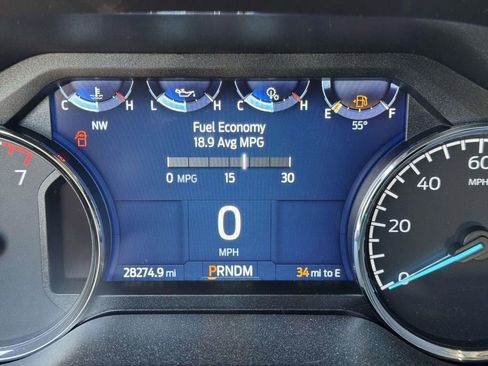 C H L H C H E F
NW
55°
Fuel Economy
18.9 Avg MPG
0 MPG 15 30
7
60
MPH
40
20
0
0
MPH
28274.9 mi
PRNDM
34 mi to E